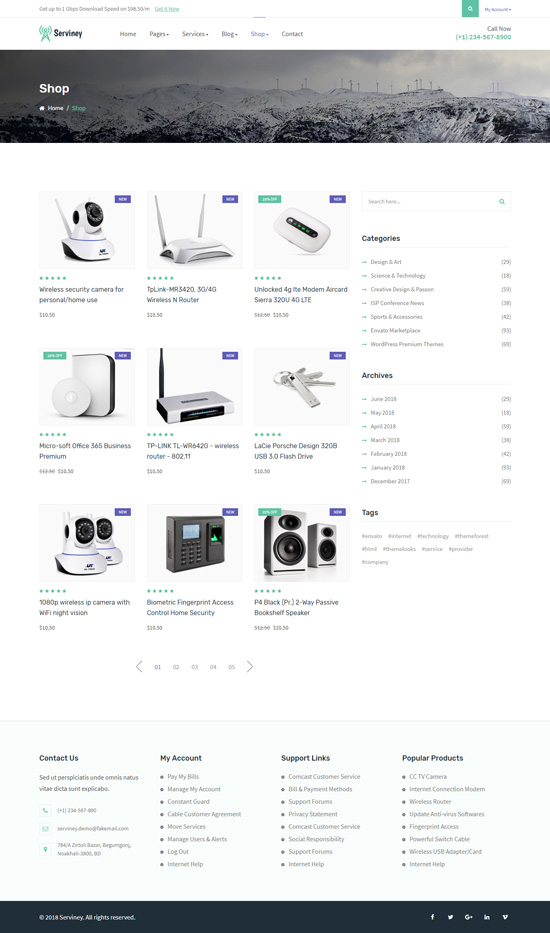 Get up to 1 Gbps Download Speed on $98.50/m Get It Now
My Account
Serviney
Home Pages Services Blog Shop Contact
Call Now
(+1) 234-567-8900
Shop
Home / Shop
NEW
Wireless security camera for
personal/home use
$10.50
NEW
TpLink-MR3420, 3G/4G
Wireless N Router
$10.50
20% OFF NEW
Unlocked 4g lte Modem Aircard
Sierra 320U 4G LTE
$12.50 $10.50
20% OFF NEW
Micro-soft Office 365 Business
Premium
$12.50 $10.50
NEW
TP-LINK TL-WR642G - wireless
router - 802.11
$10.50
NEW
LaCie Porsche Design 32GB
USB 3.0 Flash Drive
$10.50
NEW
1080p wireless ip camera with
WiFi night vision
$10.50
NEW
Biometric Fingerprint Access
Control Home Security
$10.50
20% OFF NEW
P4 Black (Pr.) 2-Way Passive
Bookshelf Speaker
$12.50 $10.50
01 02 03 04 05
Search here...
Categories
Design & Art (29)
Science & Technology (18)
Creative Design & Passon (59)
ISP Conference News (38)
Sports & Accessories (42)
Envato Marketplace (93)
WordPress Premium Themes (69)
Archives
June 2018 (29)
May 2018 (18)
April 2018 (59)
March 2018 (38)
February 2018 (42)
January 2018 (93)
December 2017 (69)
Tags
#envato #internet #technology #themeforest
#html #themelooks #service #provider
#company
Contact Us
Sed ut perspiciatis unde omnis natus
vitae dicta sunt explicabo.
(+1) 234-567-890
serviney.demo@fakemail.com
784/A Zirtoli Bazar, Begumgonj,
Noakhali-3800, BD
My Account
Pay My Bills
Manage My Account
Constant Guard
Cable Customer Agreement
Move Services
Manage Users & Alerts
Log Out
Internet Help
Support Links
Comcast Customer Service
Bill & Payment Methods
Support Forums
Privacy Statement
Comcast Customer Service
Social Responsibility
Support Forums
Internet Help
Popular Products
CC TV Camera
Internet Connection Modem
Wireless Router
Update Anti-virus Softwares
Fingerprint Access
Powerful Switch Cable
Wireless USB Adapter/Card
Internet Help
© 2018 Serviney. All rights reserved.